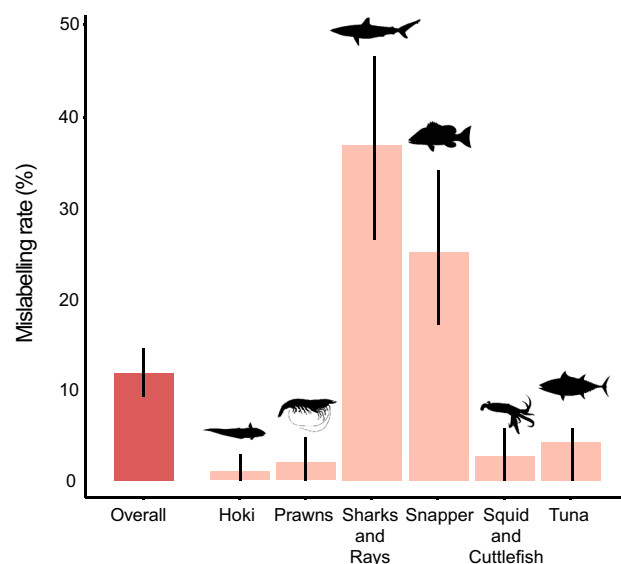 Mislabelling rate (%)
50
40
30
20
10
0
Overall
Hoki
Prawns
Sharks
and
Rays
Snapper
Squid
and
Cuttlefish
Tuna